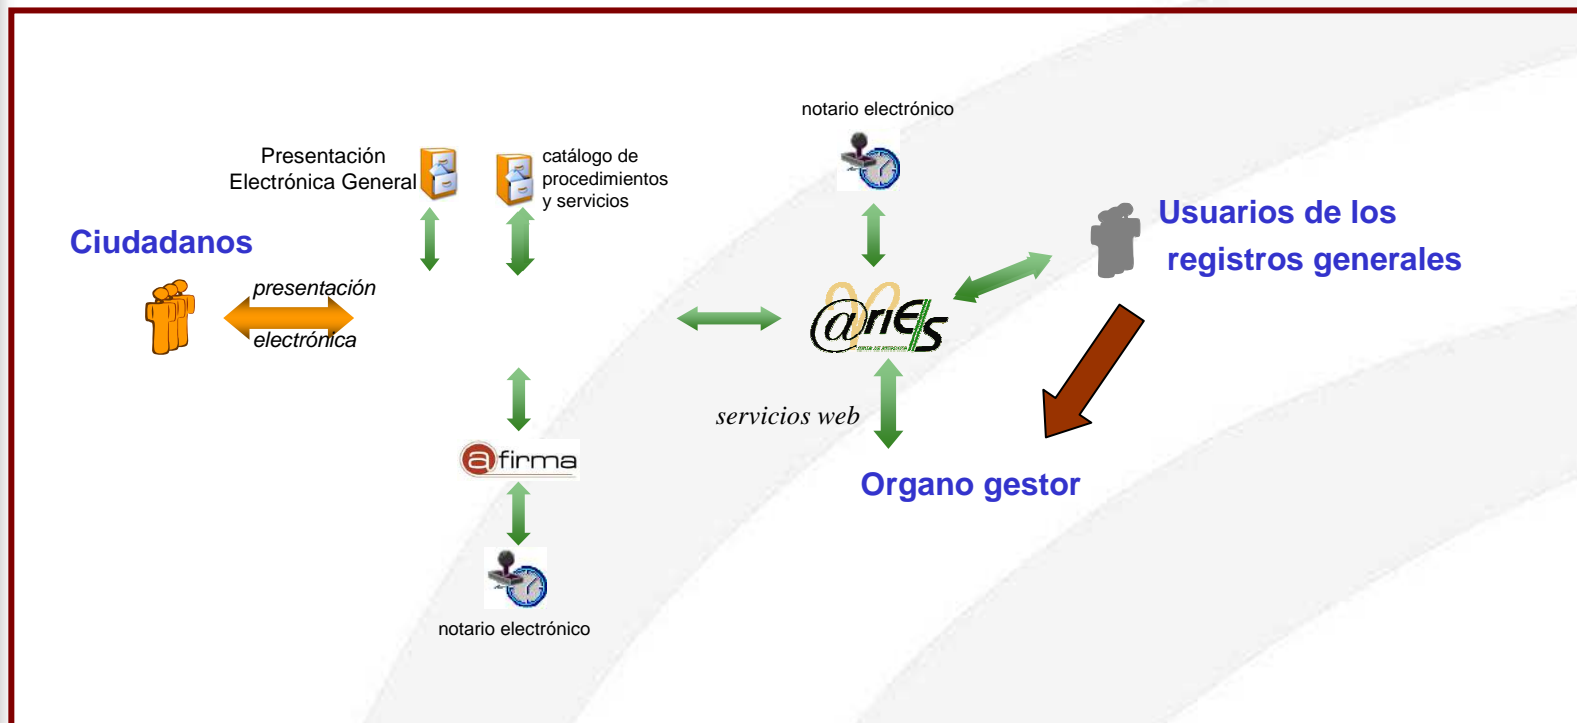 notario electrónico
Presentación
Electrónica General
catálogo de
procedimientos
y servicios
Usuarios de los
registros generales
Ciudadanos
presentación
electrónica
@rIES
servicios web
@firma
Organo gestor
notario electrónico